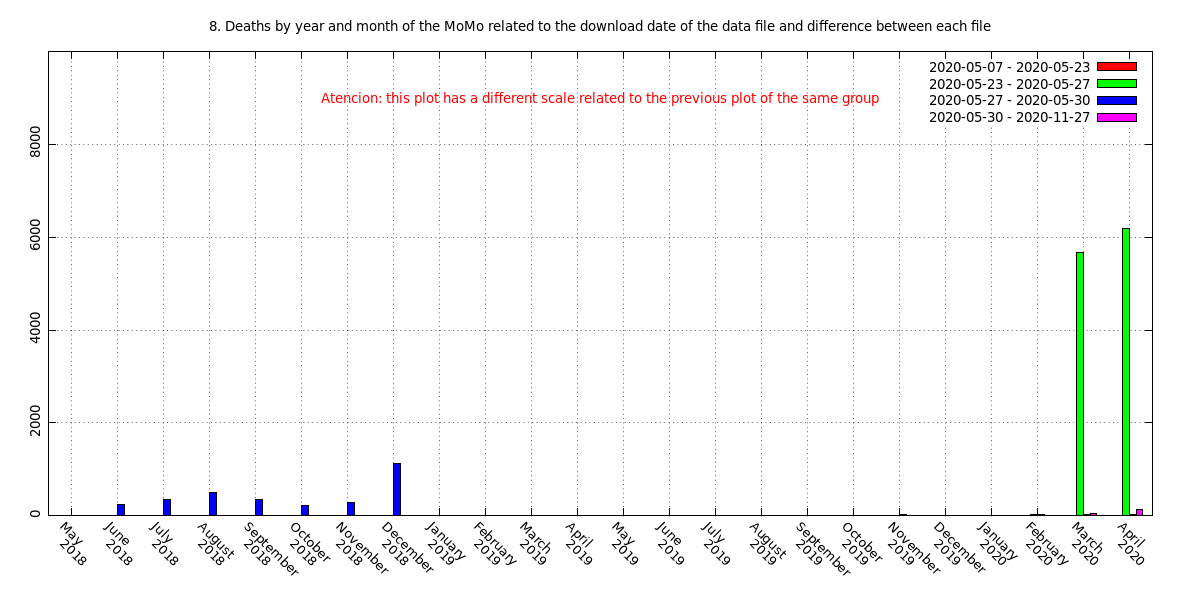 8. Deaths by year and month of the MoMo related to the download date of the data file and difference between each file
2020-05-07 - 2020-05-23
Atencion: this plot has a different scale related to the previous plot of the same group
2020-05-23 - 2020-05-27
2020-05-27 - 2020-05-30
2020-05-30 - 2020-11-27
8000
6000
4000
2000
0
May
2018
June
2018
July
2018
August
2018
September
2018
October
2018
November
2018
December
2018
January
2019
February
2019
March
2019
April
2019
May
2019
June
2019
July
2019
August
2019
September
2019
October
2019
November
2019
December
2019
January
2020
February
2020
March
2020
April
2020